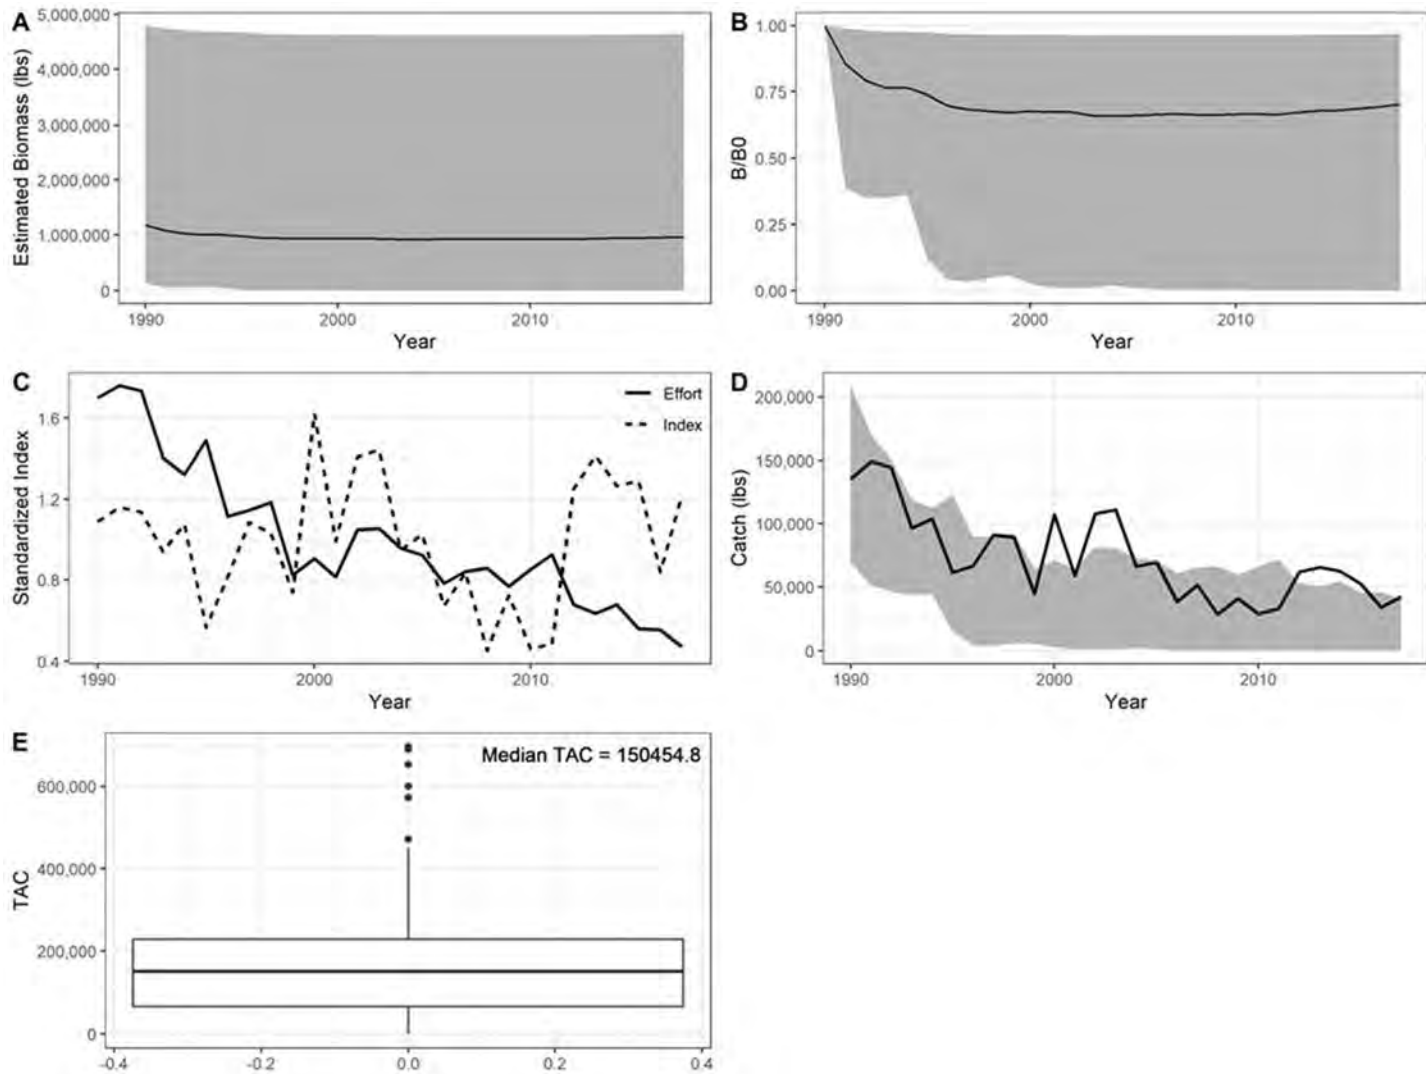 A
Estimated Biomass (lbs)
5,000,000
4,000,000
3,000,000
2,000,000
1,000,000
0
1990
2000
2010
Year
B
B/B0
1.00
0.75
0.50
0.25
0.00
1990
2000
2010
Year
C
Standardized Index
1.6
1.2
0.8
0.4
Effort
Index
1990
2000
2010
Year
D
Catch (lbs)
200,000
150,000
100,000
50,000
0
1990
2000
2010
Year
E
TAC
600,000
400,000
200,000
0
Median TAC = 150454.8
-0.4
-0.2
0.0
0.2
0.4